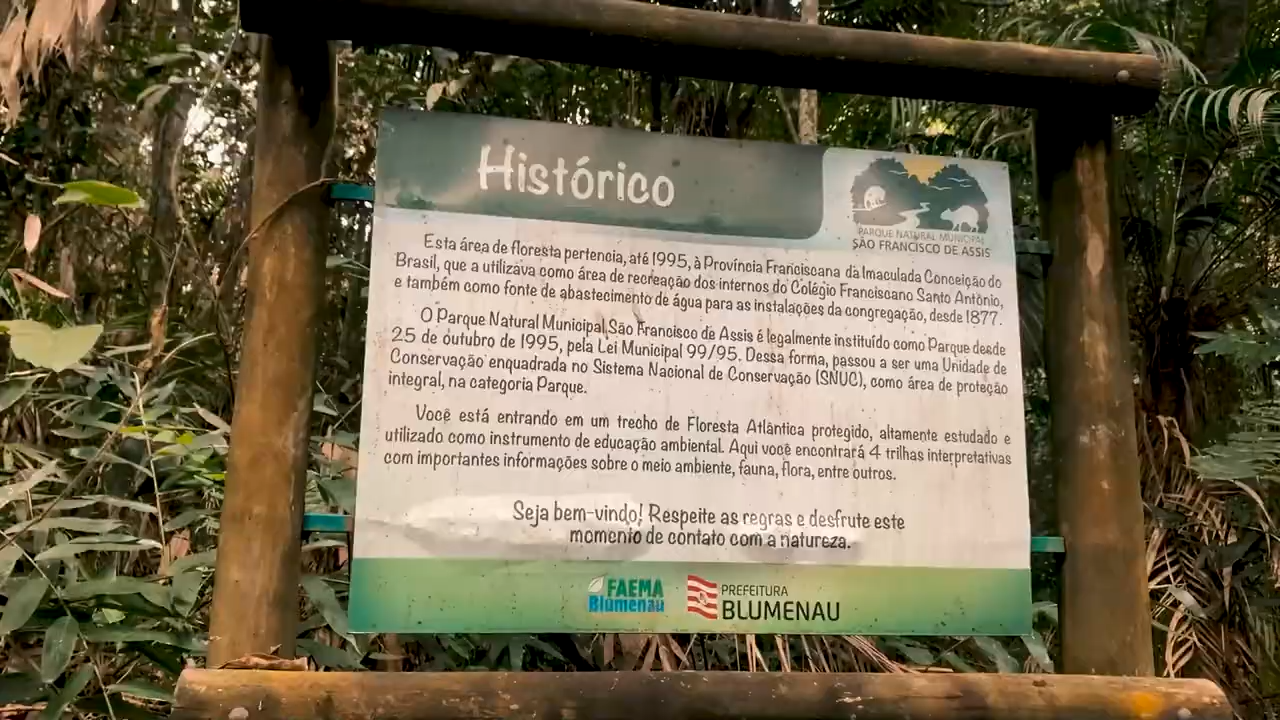 Histórico
PARQUE NATURAL MUNICIPAL
SÃO FRANCISCO DE ASSIS
Esta área de floresta pertencia, até 1995, à Província Franciscana da Imaculada Conceição do
Brasil, que a utilizava como área de recreação dos internos do Colégio Franciscano Santo Antônio,
e também como fonte de abastecimento de água para as instalações da congregação, desde 1877.
O Parque Natural Municipal São Francisco de Assis é legalmente instituído como Parque desde
25 de outubro de 1995, pela Lei Municipal 99/95. Dessa forma, passou a ser uma Unidade de
Conservação enquadrada no Sistema Nacional de Conservação (SNUC), como área de proteção
integral, na categoria Parque.
Você está entrando em um trecho de Floresta Atlântica protegido, altamente estudado e
utilizado como instrumento de educação ambiental. Aqui você encontrará 4 trilhas interpretativas
com importantes informações sobre o meio ambiente, fauna, flora, entre outros.
Seja bem-vindo! Respeite as regras e desfrute este
momento de contato com a natureza.
FAEMA
Blumenau
PREFEITURA
BLUMENAU